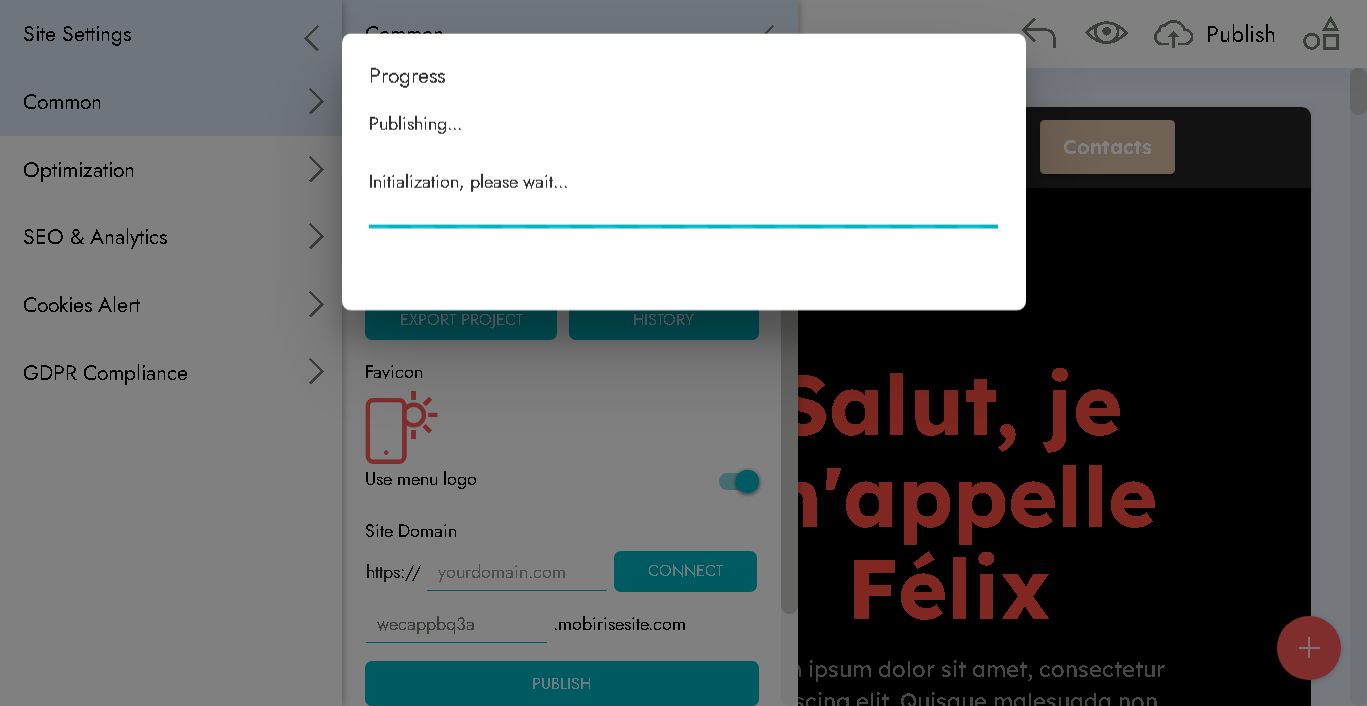 Site Settings
Common
Optimization
SEO & Analytics
Cookies Alert
GDPR Compliance
Common
Publish
Progress
Publishing...
Initialization, please wait...
EXPORT PROJECT
HISTORY
Favicon
Use menu logo
Site Domain
https://
yourdomain.com
CONNECT
wecappbq3a
.mobirisesite.com
PUBLISH
Contacts
Salut, je
m'appelle
Félix
ipsum dolor sit amet, consectetur
elit. Quisque malesuada non